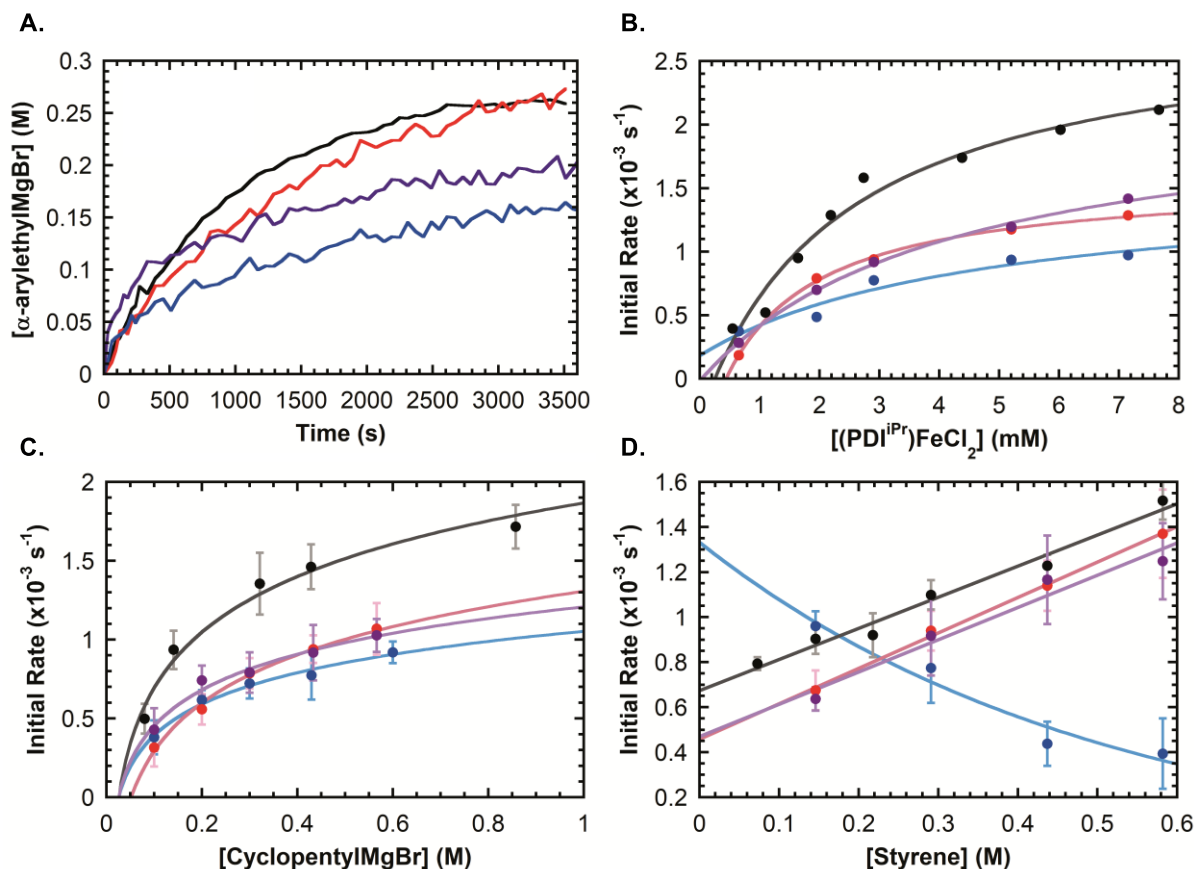 A.
[α-arylethylMgBr] (M)
0.3
0.25
0.2
0.15
0.1
0.05
0
0 500 1000 1500 2000 2500 3000 3500
Time (s)
B.
Initial Rate (x10⁻³ s⁻¹)
2.5
2
1.5
1
0.5
0
0 1 2 3 4 5 6 7 8
[(PDIⁱᴾʳ)FeCl₂] (mM)
C.
Initial Rate (x10⁻³ s⁻¹)
2
1.5
1
0.5
0
0 0.2 0.4 0.6 0.8 1
[CyclopentylMgBr] (M)
D.
Initial Rate (x10⁻³ s⁻¹)
1.6
1.4
1.2
1
0.8
0.6
0.4
0.2
0 0.1 0.2 0.3 0.4 0.5 0.6
[Styrene] (M)